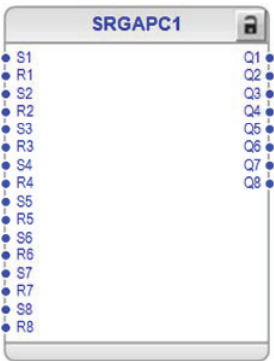 SRGAPC1
S1 Q1
R1 Q2
S2 Q3
R2 Q4
S3 Q5
R3 Q6
S4 Q7
R4 Q8
S5
R5
S6
R6
S7
R7
S8
R8